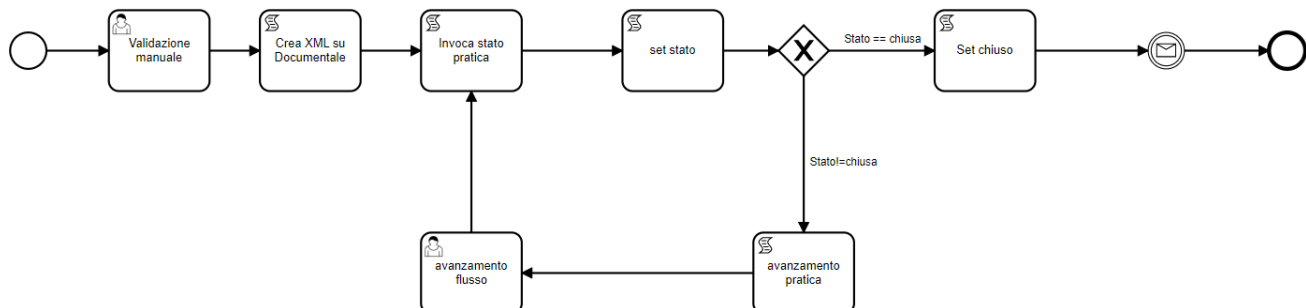 Validazione
manuale
Crea XML su
Documentale
Invoca stato
pratica
set stato
Stato == chiusa
Set chiuso
Stato!=chiusa
avanzamento
flusso
avanzamento
pratica